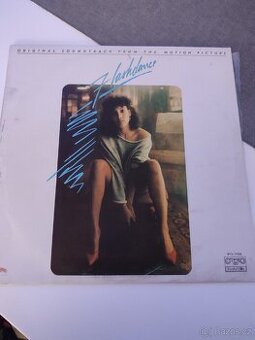 ORIGINAL SOUNDTRACK FROM THE MOTION PICTURE
Flashdance